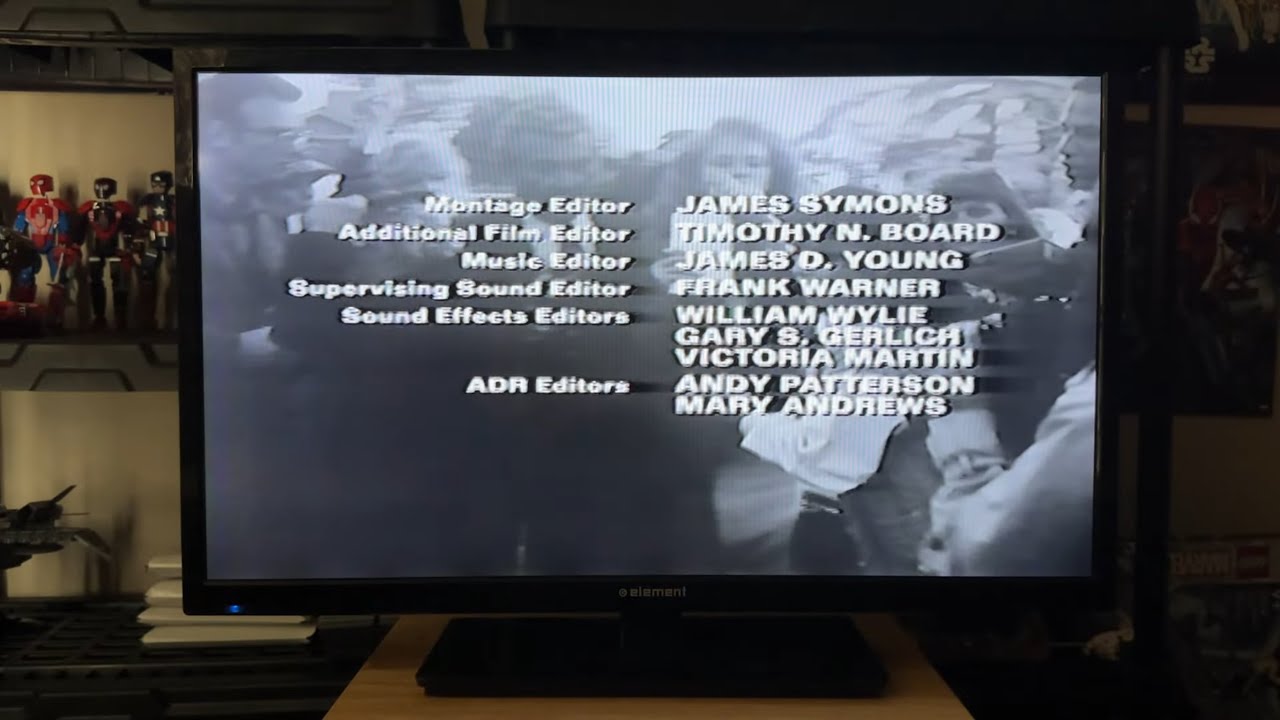 Montage Editor JAMES SYMONS
Additional Film Editor TIMOTHY N. BOARD
Music Editor JAMES D. YOUNG
Supervising Sound Editor FRANK WARNER
Sound Effects Editors WILLIAM WYLIE
GARY S. GERLICH
VICTORIA MARTIN
ADR Editors ANDY PATTERSON
MARY ANDREWS
element
MARVEL